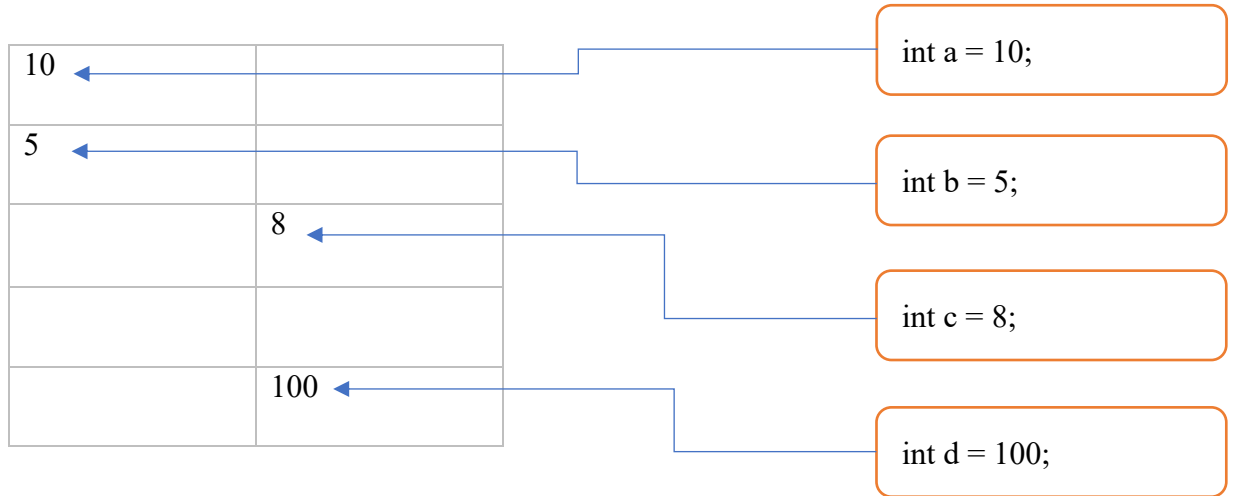 10
int a = 10;
5
int b = 5;
8
int c = 8;
100
int d = 100;